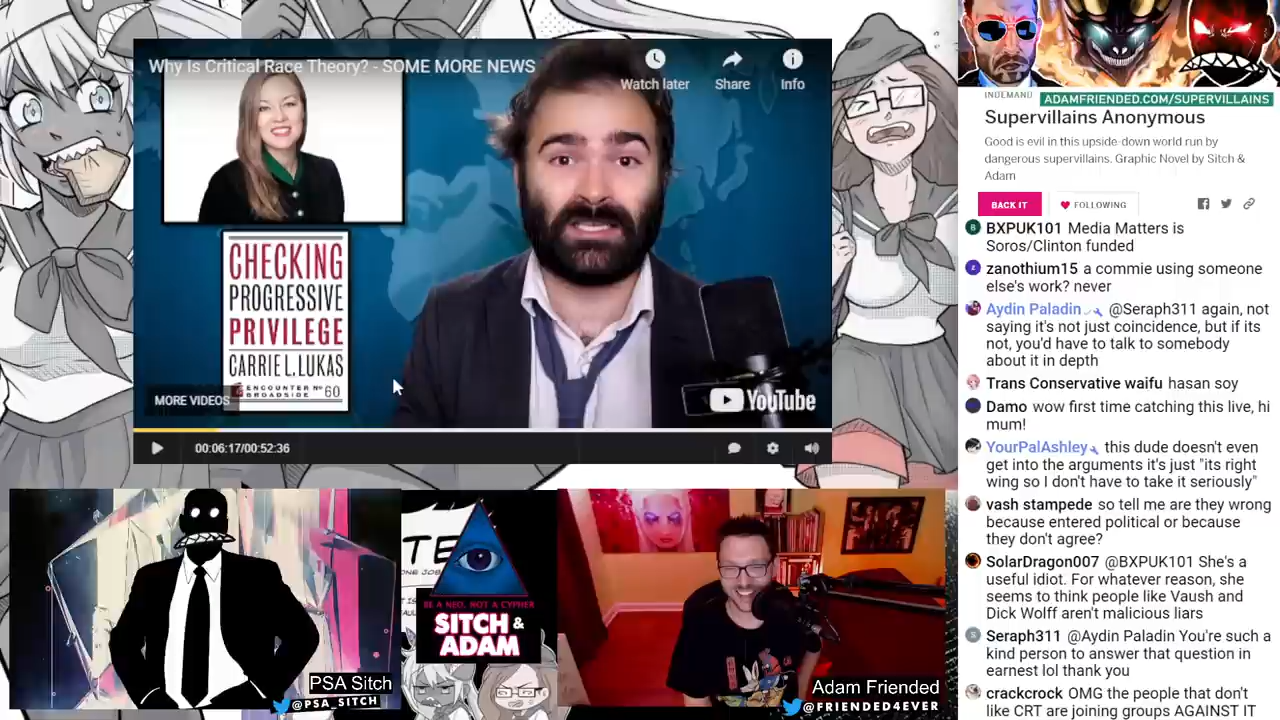 Why Is Critical Race Theory? - SOME MORE NEWS
Watch later
Share
Info
CHECKING
PROGRESSIVE
PRIVILEGE
CARRIE L. LUKAS
ENCOUNTER Nº 60
BROADSIDE
MORE VIDEOS
YouTube
00:06:17/00:52:36
TE
ONE JOB
BE A NEO, NOT A CYPHER
SITCH &
ADAM
PSA Sitch
@PSA_SITCH
Adam Friended
@FRIENDED4EVER
INDEMAND
ADAMFRIENDED.COM/SUPERVILLAINS
Supervillains Anonymous
Good is evil in this upside-down world run by
dangerous supervillains. Graphic Novel by Sitch &
Adam
BACK IT
FOLLOWING
B BXPUK101 Media Matters is
Soros/Clinton funded
z zanothium15 a commie using someone
else's work? never
Aydin Paladin @Seraph311 again, not
saying it's not just coincidence, but if its
not, you'd have to talk to somebody
about it in depth
Trans Conservative waifu hasan soy
Damo wow first time catching this live, hi
mum!
YourPalAshley this dude doesn't even
get into the arguments it's just "its right
wing so I don't have to take it seriously"
vash stampede so tell me are they wrong
because entered political or because
they don't agree?
SolarDragon007 @BXPUK101 She's a
useful idiot. For whatever reason, she
seems to think people like Vaush and
Dick Wolff aren't malicious liars
S Seraph311 @Aydin Paladin You're such a
kind person to answer that question in
earnest lol thank you
crackcrock OMG the people that don't
like CRT are joining groups AGAINST IT